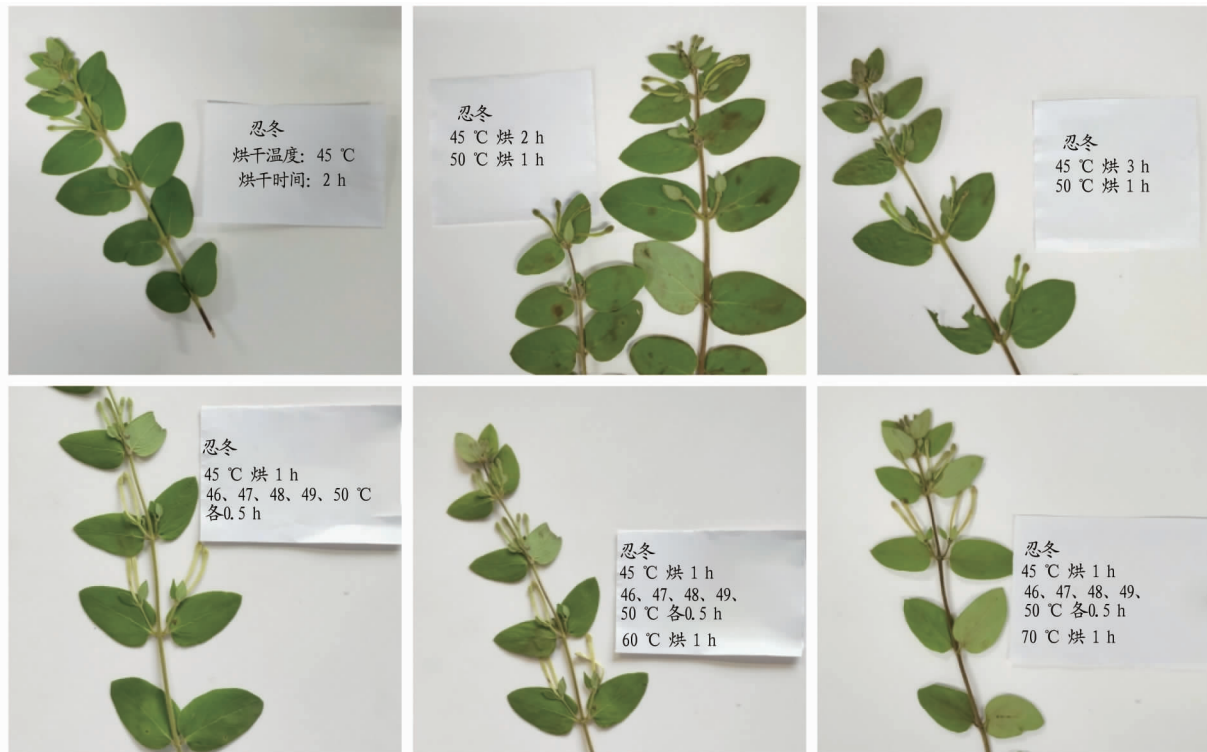 忍冬
烘干温度：45 ℃
烘干时间：2 h
忍冬
45 ℃ 烘 2 h
50 ℃ 烘 1 h
忍冬
45 ℃ 烘 3 h
50 ℃ 烘 1 h
忍冬
45 ℃ 烘 1 h
46、47、48、49、50 ℃
各0.5 h
忍冬
45 ℃ 烘 1 h
46、47、48、49、
50 ℃ 各0.5 h
60 ℃ 烘 1 h
忍冬
45 ℃ 烘 1 h
46、47、48、49、
50 ℃ 各0.5 h
70 ℃ 烘 1 h